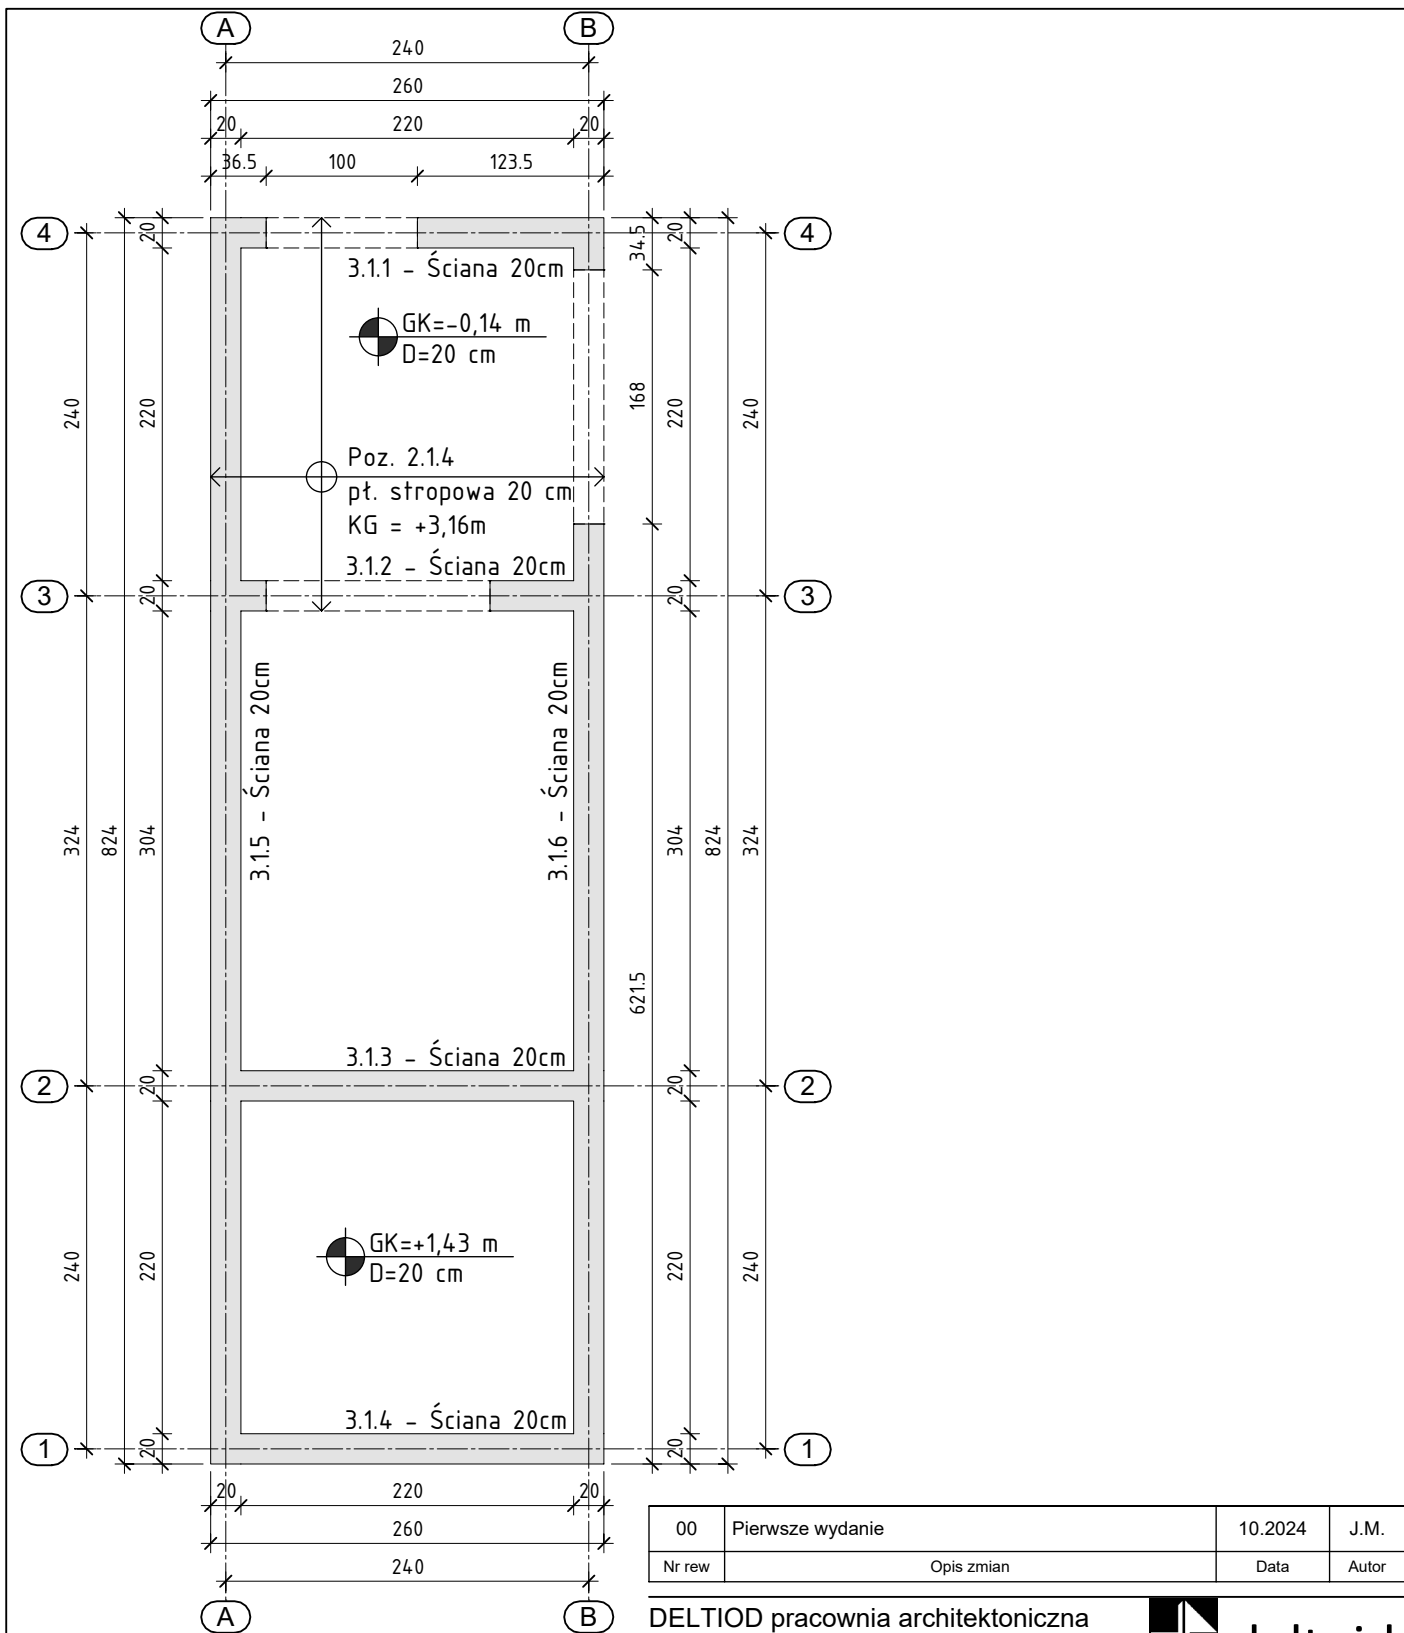 A
B
240
260
20
220
20
36.5
100
123.5
4
4
20
34.5
20
3.1.1 - Ściana 20cm
GK=-0,14 m
D=20 cm
240
220
168
220
240
Poz. 2.1.4
pł. stropowa 20 cm
KG = +3,16m
3.1.2 - Ściana 20cm
3
3
20
20
3.1.5 - Ściana 20cm
3.1.6 - Ściana 20cm
324
824
304
304
824
324
621.5
3.1.3 - Ściana 20cm
2
2
20
20
GK=+1,43 m
D=20 cm
240
220
220
240
3.1.4 - Ściana 20cm
1
1
20
20
20
220
20
260
240
A
B
00
Pierwsze wydanie
10.2024
J.M.
Nr rew
Opis zmian
Data
Autor
DELTIOD pracownia architektoniczna